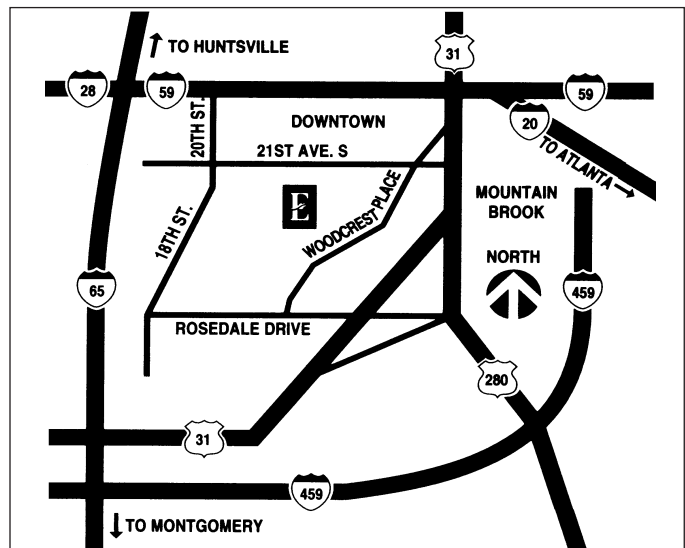 TO HUNTSVILLE
31
28
59
59
20TH ST.
DOWNTOWN
20
TO ATLANTA
21ST AVE. S
E
WOODCREST PLACE
MOUNTAIN
BROOK
18TH ST.
NORTH
65
459
ROSEDALE DRIVE
280
31
459
TO MONTGOMERY